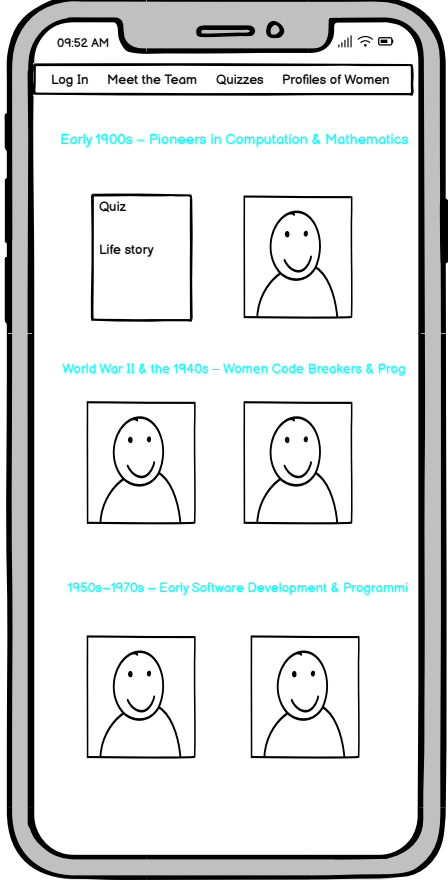 09:52 AM
Log In Meet the Team Quizzes Profiles of Women
Early 1900s – Pioneers in Computation & Mathematics
Quiz
Life story
World War II & the 1940s – Women Code Breakers & Prog
1950s–1970s – Early Software Development & Programmi